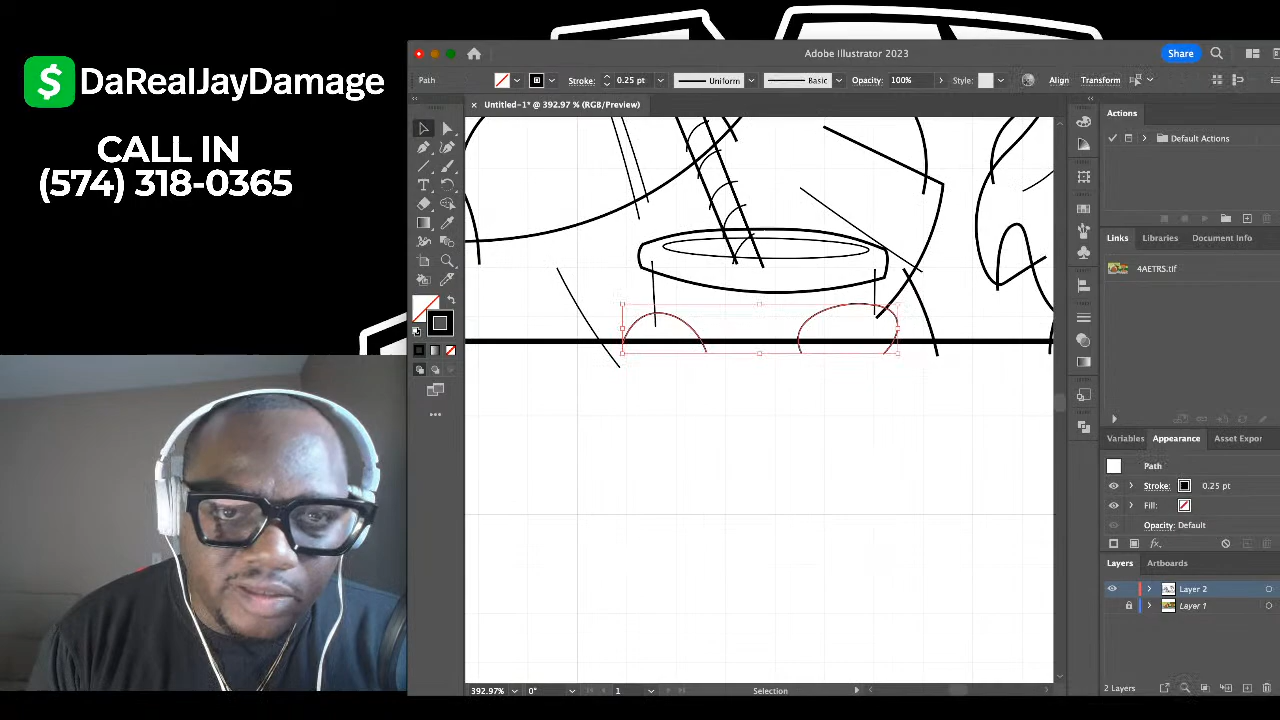 $ DaRealJayDamage
CALL IN
(574) 318-0365
Adobe Illustrator 2023
Share
Path
Stroke:
0.25 pt
Uniform
Basic
Opacity:
100%
Style:
Align
Transform
Untitled-1* @ 392.97 % (RGB/Preview)
Actions
Default Actions
Links
Libraries
Document Info
4AETRS.tif
Variables
Appearance
Asset Expor
Path
Stroke:
0.25 pt
Fill:
Opacity: Default
fx
Layers
Artboards
Layer 2
Layer 1
392.97%
0°
1
Selection
2 Layers